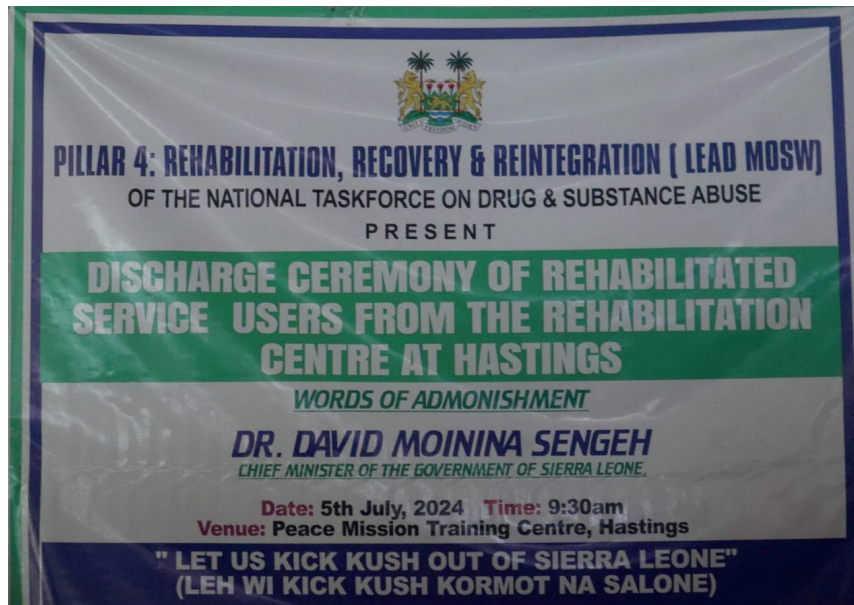 PILLAR 4: REHABILITATION, RECOVERY & REINTEGRATION ( LEAD MOSW)
OF THE NATIONAL TASKFORCE ON DRUG & SUBSTANCE ABUSE
PRESENT
DISCHARGE CEREMONY OF REHABILITATED
SERVICE USERS FROM THE REHABILITATION
CENTRE AT HASTINGS
WORDS OF ADMONISHMENT
DR. DAVID MOININA SENGEH
CHIEF MINISTER OF THE GOVERNMENT OF SIERRA LEONE.
Date: 5th July, 2024 Time: 9:30am
Venue: Peace Mission Training Centre, Hastings
" LET US KICK KUSH OUT OF SIERRA LEONE"
(LEH WI KICK KUSH KORMOT NA SALONE)